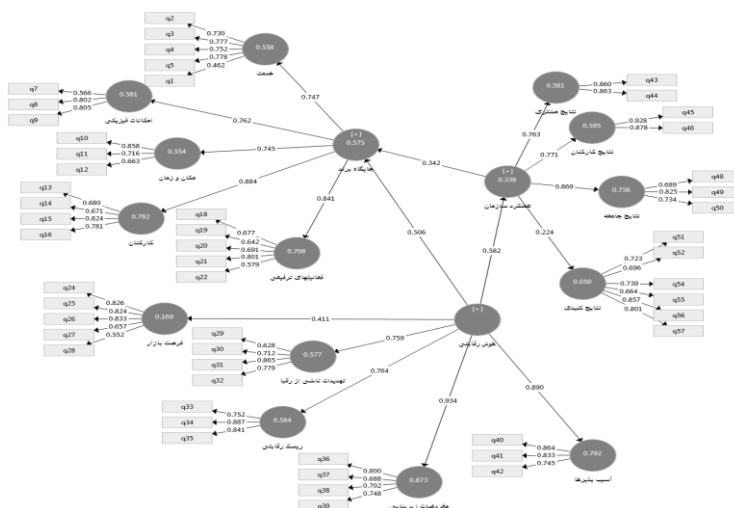 q2
q3
q4
q5
q1
0.730
0.777
0.752
0.778
0.462
0.558
خدمت
q7
q8
q9
0.566
0.802
0.805
0.581
امکانات فیزیکی
q10
q11
q12
0.858
0.716
0.663
0.554
مکان و زمان
q13
q14
q15
q16
0.680
0.671
0.824
0.781
0.782
کارکنان
q18
q19
q20
q21
q22
0.677
0.642
0.691
0.801
0.579
0.708
فعالیتهای ترفیعی
0.747
0.762
0.745
0.884
0.841
[+]
0.575
جایگاه برند
0.342
0.506
[+]
0.338
عملکرد سازمان
0.582
0.763
0.771
0.869
0.224
0.581
نتایج مشتری
0.860
0.863
q43
q44
0.595
نتایج کارکنان
0.928
0.878
q45
q46
0.756
نتایج جامعه
0.689
0.825
0.734
q48
q49
q50
0.050
نتایج کلیدی
0.723
0.696
0.739
0.664
0.857
0.801
q51
q52
q54
q55
q56
q57
[+]
هوش رقابتی
0.411
0.759
0.764
0.934
0.890
q24
q25
q26
q27
q28
0.826
0.824
0.833
0.657
0.552
0.169
فرصت بازار
q29
q30
q31
q32
0.628
0.712
0.865
0.779
0.577
تهدیدات ناشی از رقبا
q33
q34
q35
0.752
0.887
0.841
0.584
ریسک رقابتی
q36
q37
q38
q39
0.800
0.688
0.702
0.748
0.873
q40
q41
q42
0.864
0.833
0.745
0.792
آسیب پذیرها